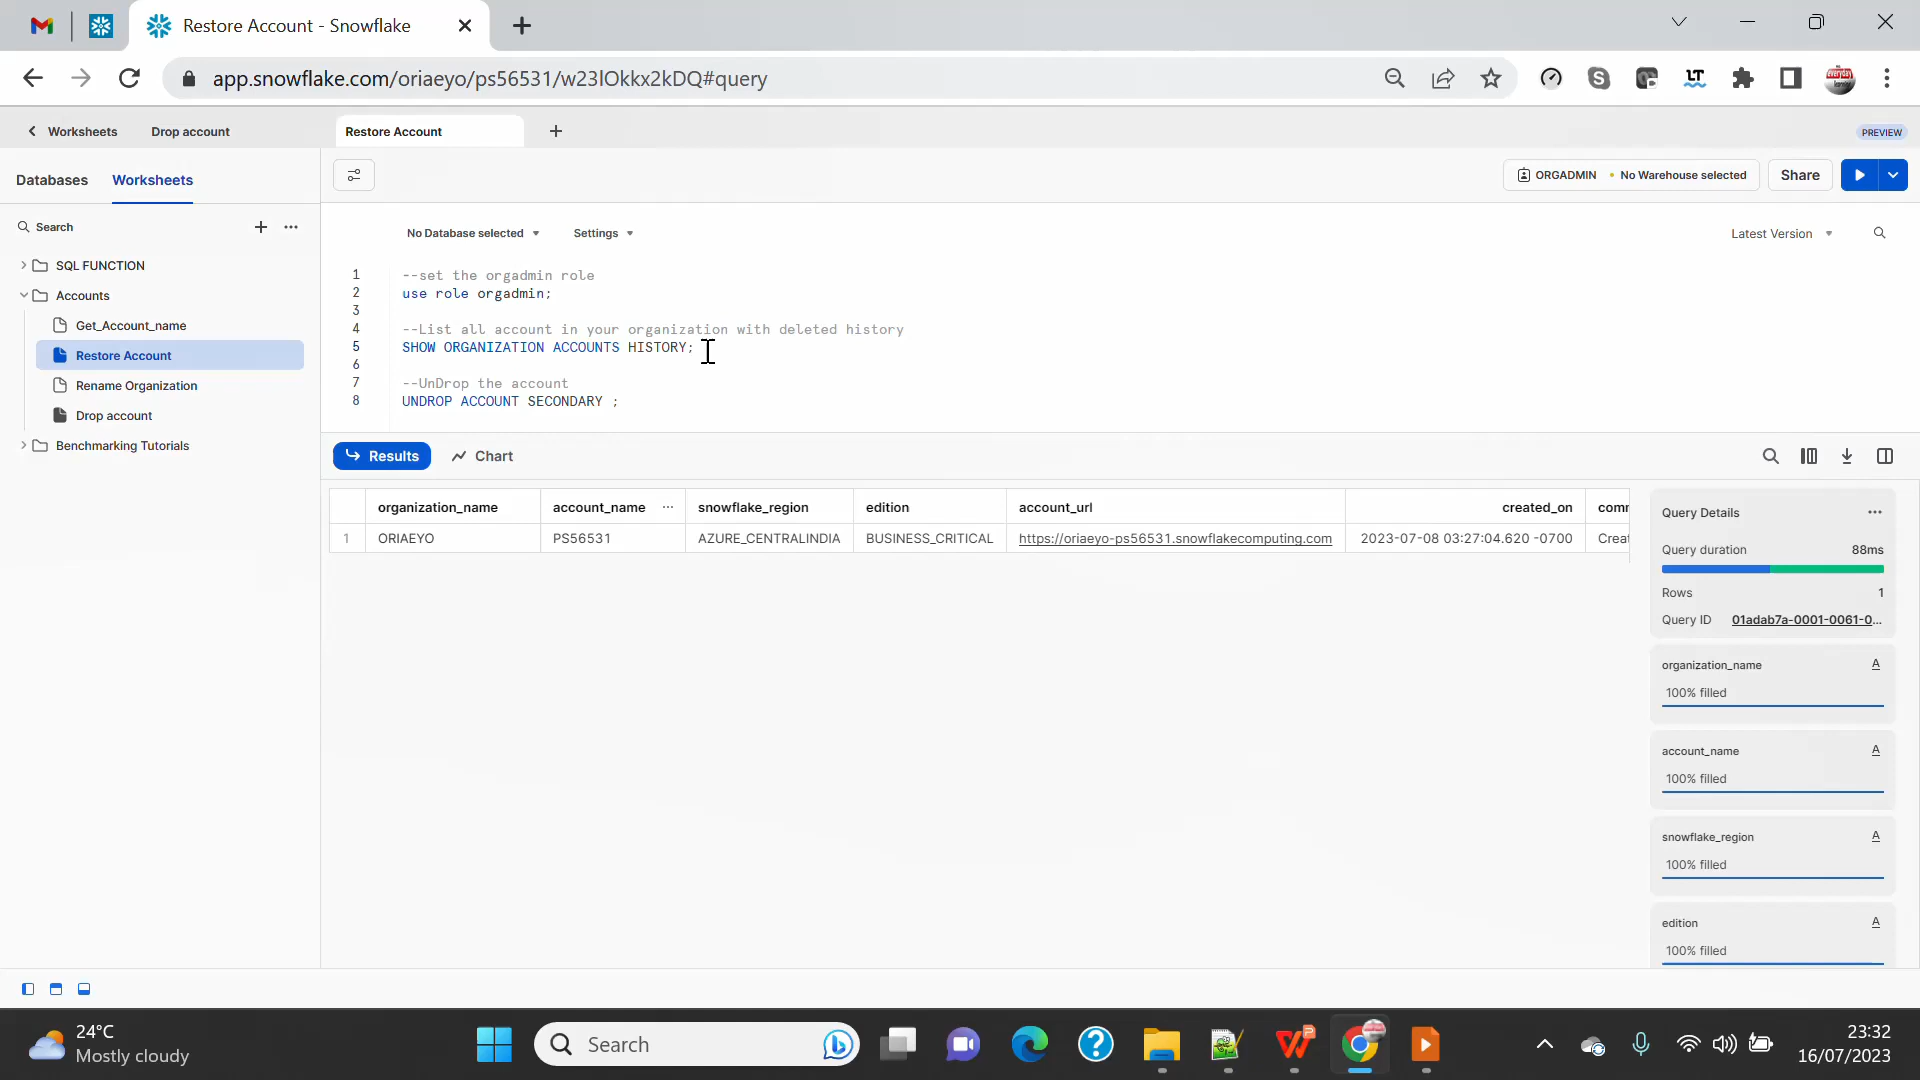 Restore Account - Snowflake
app.snowflake.com/oriaeyo/ps56531/w23lOkkx2kDQ#query
Worksheets
Drop account
Restore Account
PREVIEW
Databases
Worksheets
ORGADMIN
No Warehouse selected
Share
Search
No Database selected
Settings
Latest Version
SQL FUNCTION
Accounts
Get_Account_name
Restore Account
Rename Organization
Drop account
Benchmarking Tutorials
1 --set the orgadmin role
2 use role orgadmin;
3
4 --List all account in your organization with deleted history
5 SHOW ORGANIZATION ACCOUNTS HISTORY;
6
7 --UnDrop the account
8 UNDROP ACCOUNT SECONDARY ;
Results
Chart
organization_name account_name ... snowflake_region edition account_url created_on comm
1 ORIAEYO PS56531 AZURE_CENTRALINDIA BUSINESS_CRITICAL https://oriaeyo-ps56531.snowflakecomputing.com 2023-07-08 03:27:04.620 -0700 Creat
Query Details ...
Query duration 88ms
Rows 1
Query ID 01adab7a-0001-0061-0...
organization_name A
100% filled
account_name A
100% filled
snowflake_region A
100% filled
edition A
100% filled
24°C
Mostly cloudy
Search
23:32
16/07/2023